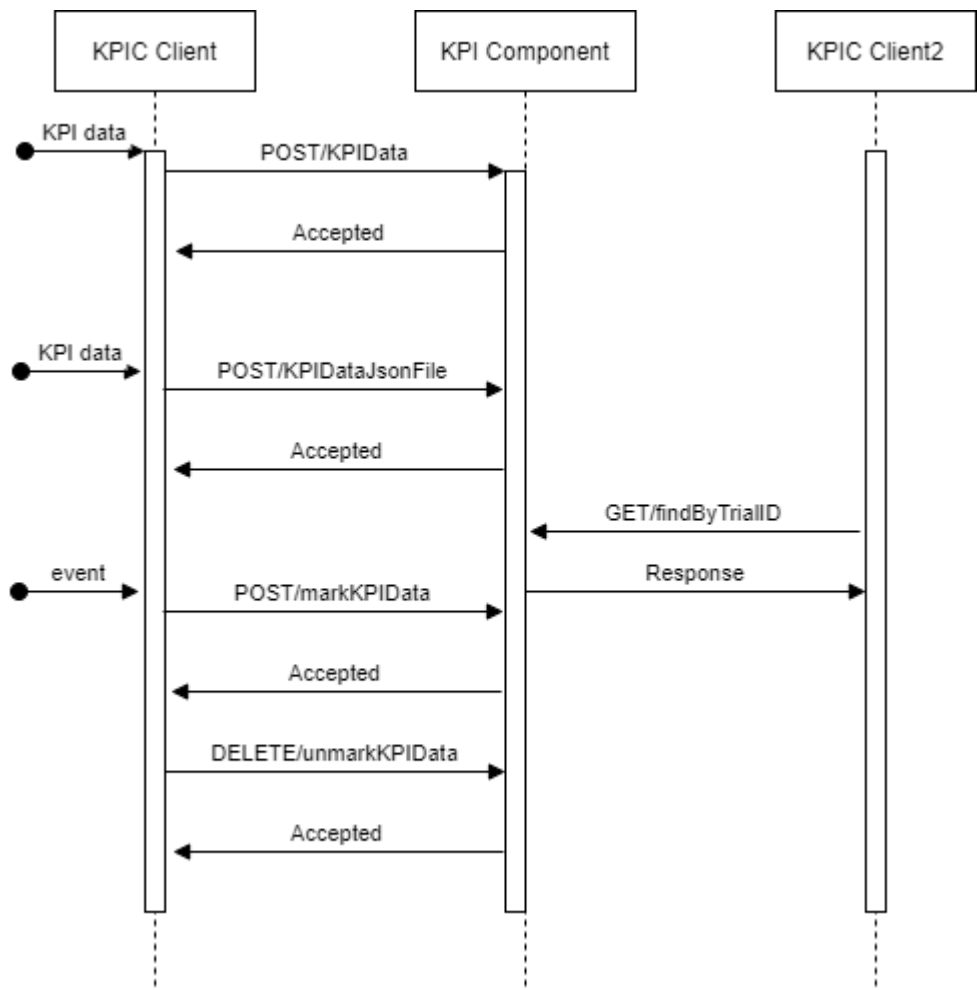 KPIC Client
KPI Component
KPIC Client2
KPI data
POST/KPIData
Accepted
KPI data
POST/KPIDataJsonFile
Accepted
GET/findByTrialID
event
Response
POST/markKPIData
Accepted
DELETE/unmarkKPIData
Accepted